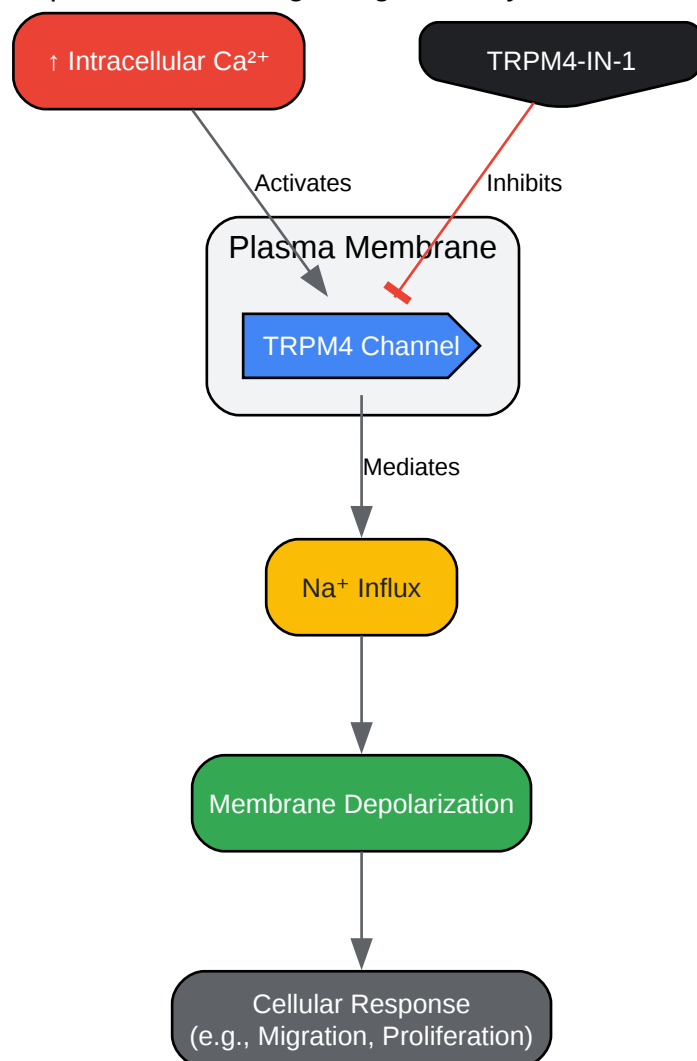 ↑ Intracellular Ca²⁺
TRPM4-IN-1
Activates
Inhibits
Plasma Membrane
TRPM4 Channel
Mediates
Na⁺ Influx
Membrane Depolarization
Cellular Response
(e.g., Migration, Proliferation)